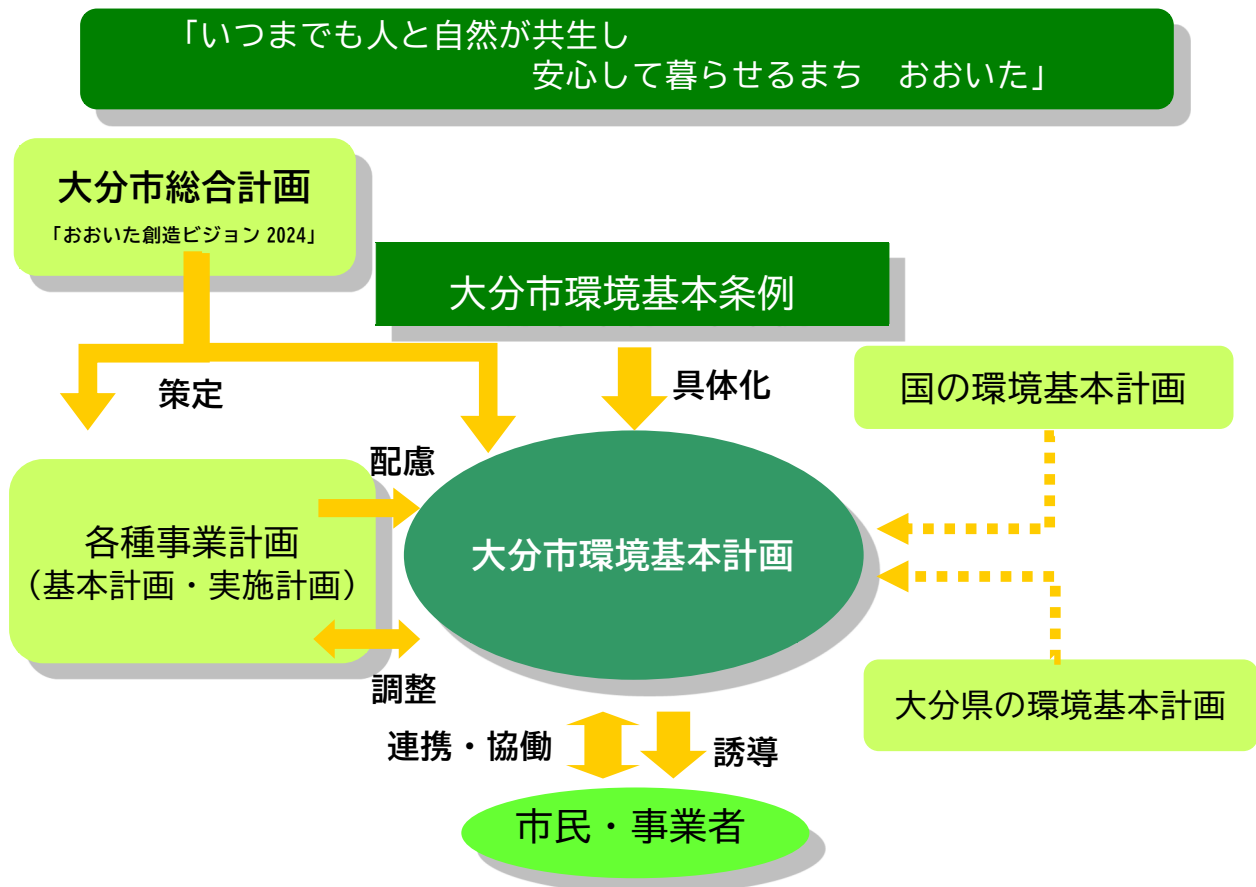 「いつまでも人と自然が共生し
安心して暮らせるまち　おおいた」
大分市総合計画
「おおいた創造ビジョン 2024」
大分市環境基本条例
策定
具体化
国の環境基本計画
配慮
各種事業計画
（基本計画・実施計画）
大分市環境基本計画
調整
大分県の環境基本計画
連携・協働
誘導
市民・事業者